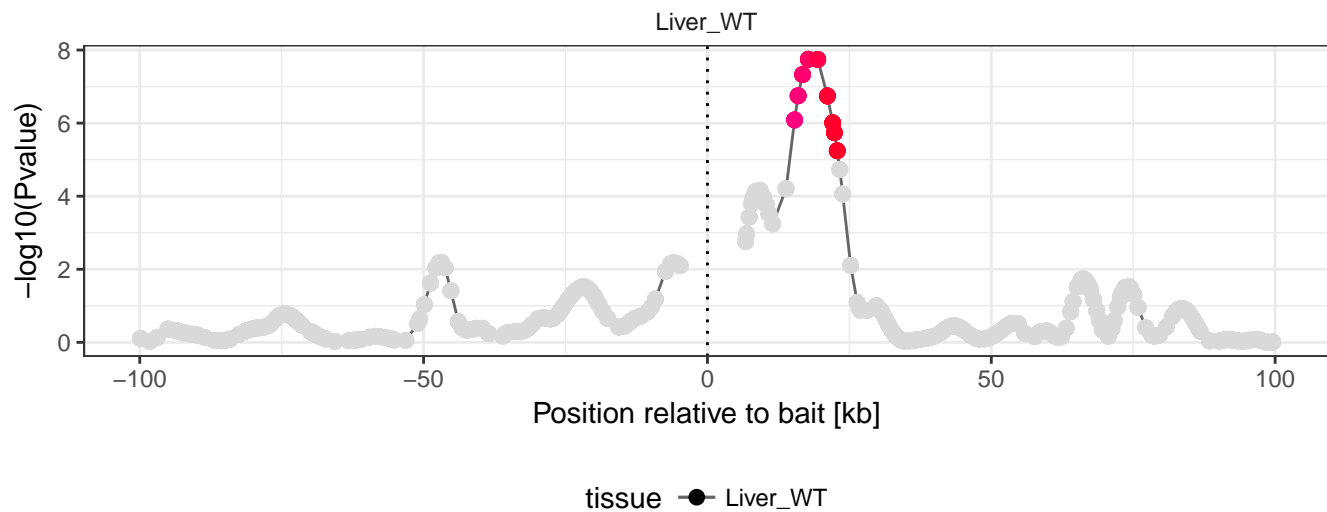 Liver_WT
8
6
4
2
0
−log10(Pvalue)
−100 −50 0 50 100
Position relative to bait [kb]
tissue Liver_WT